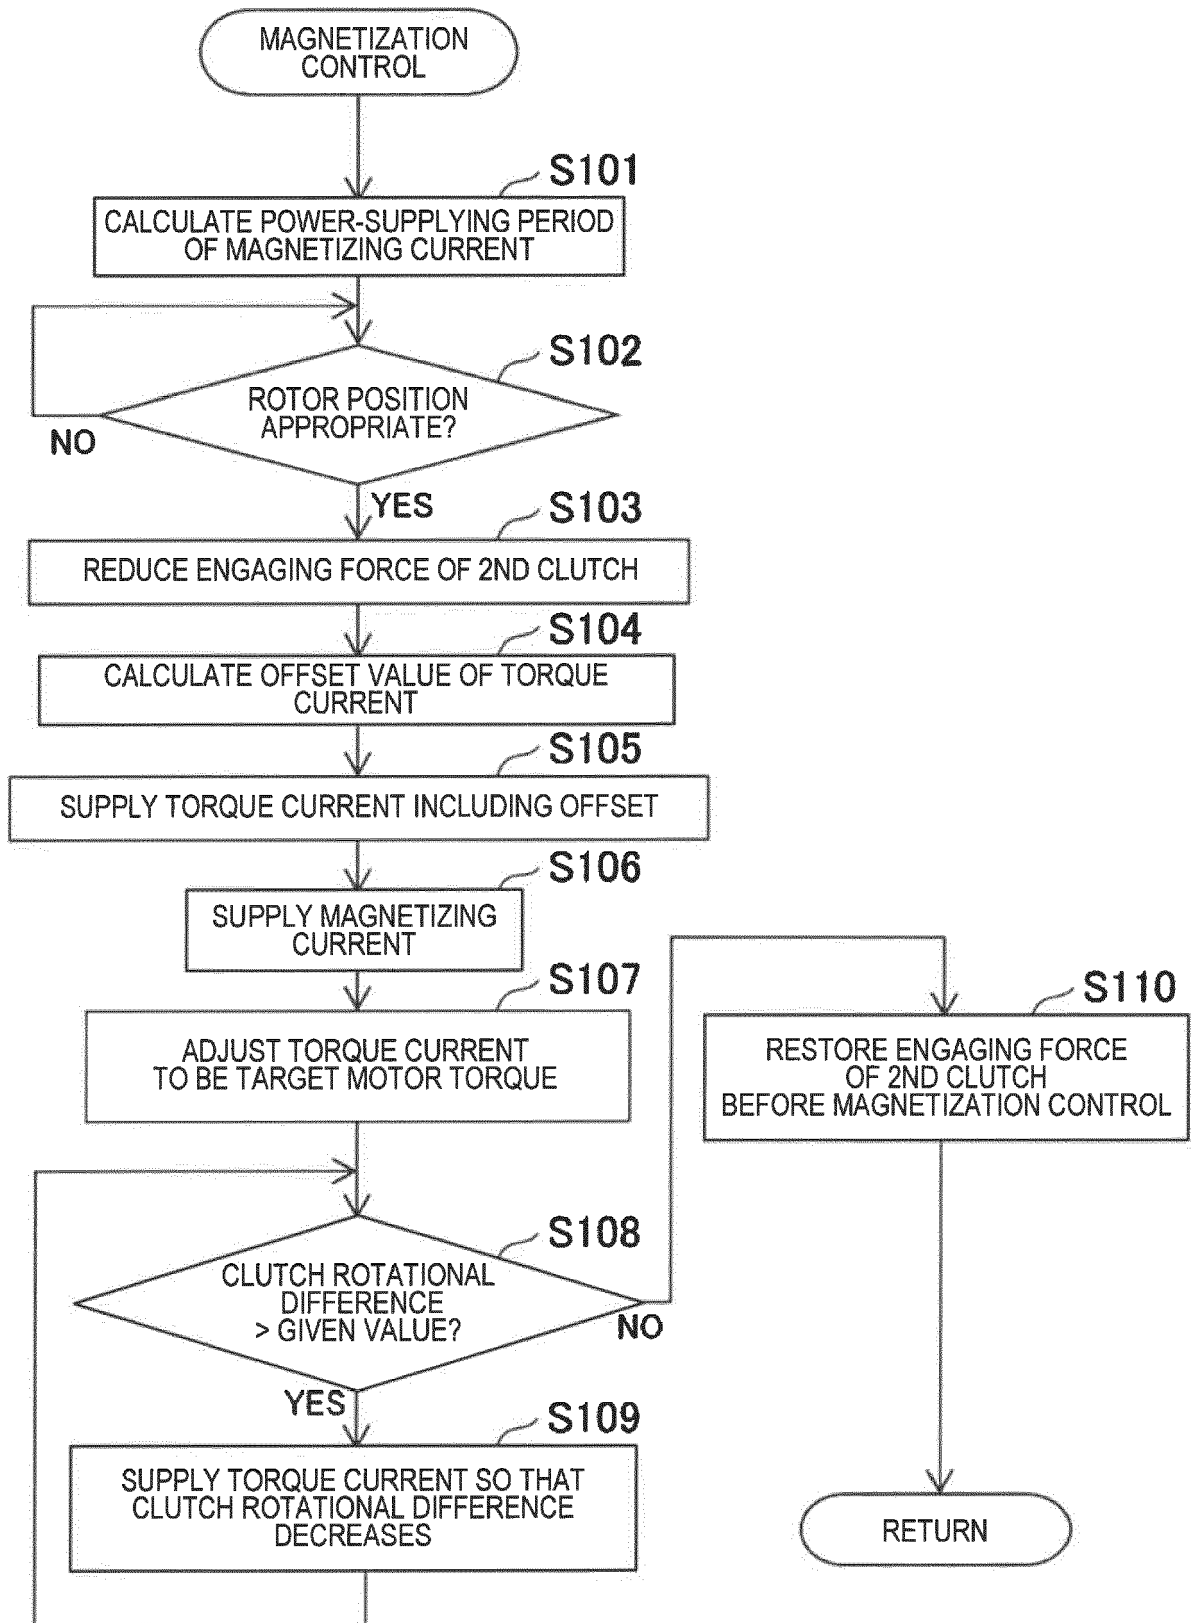 MAGNETIZATION
CONTROL
S101
CALCULATE POWER-SUPPLYING PERIOD
OF MAGNETIZING CURRENT
S102
ROTOR POSITION
APPROPRIATE?
NO
YES
S103
REDUCE ENGAGING FORCE OF 2ND CLUTCH
S104
CALCULATE OFFSET VALUE OF TORQUE
CURRENT
S105
SUPPLY TORQUE CURRENT INCLUDING OFFSET
S106
SUPPLY MAGNETIZING
CURRENT
S107
ADJUST TORQUE CURRENT
TO BE TARGET MOTOR TORQUE
S108
CLUTCH ROTATIONAL
DIFFERENCE
> GIVEN VALUE?
NO
YES
S109
SUPPLY TORQUE CURRENT SO THAT
CLUTCH ROTATIONAL DIFFERENCE
DECREASES
S110
RESTORE ENGAGING FORCE
OF 2ND CLUTCH
BEFORE MAGNETIZATION CONTROL
RETURN